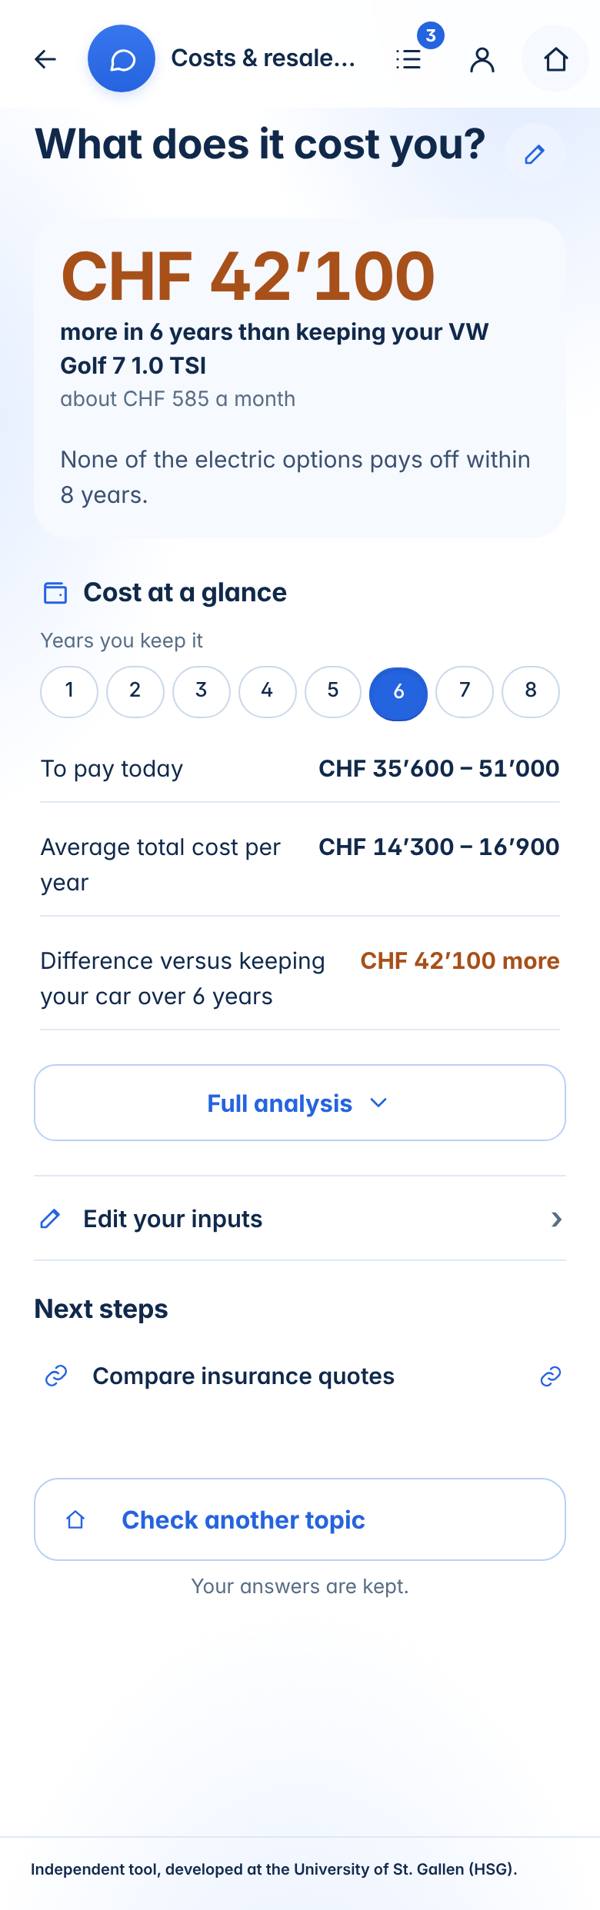 3
Costs & resale...
What does it cost you?
CHF 42’100
more in 6 years than keeping your VW
Golf 7 1.0 TSI
about CHF 585 a month
None of the electric options pays off within
8 years.
Cost at a glance
Years you keep it
1 2 3 4 5 6 7 8
To pay today CHF 35’600 – 51’000
Average total cost per CHF 14’300 – 16’900
year
Difference versus keeping CHF 42’100 more
your car over 6 years
Full analysis
Edit your inputs
Next steps
Compare insurance quotes
Check another topic
Your answers are kept.
Independent tool, developed at the University of St. Gallen (HSG).